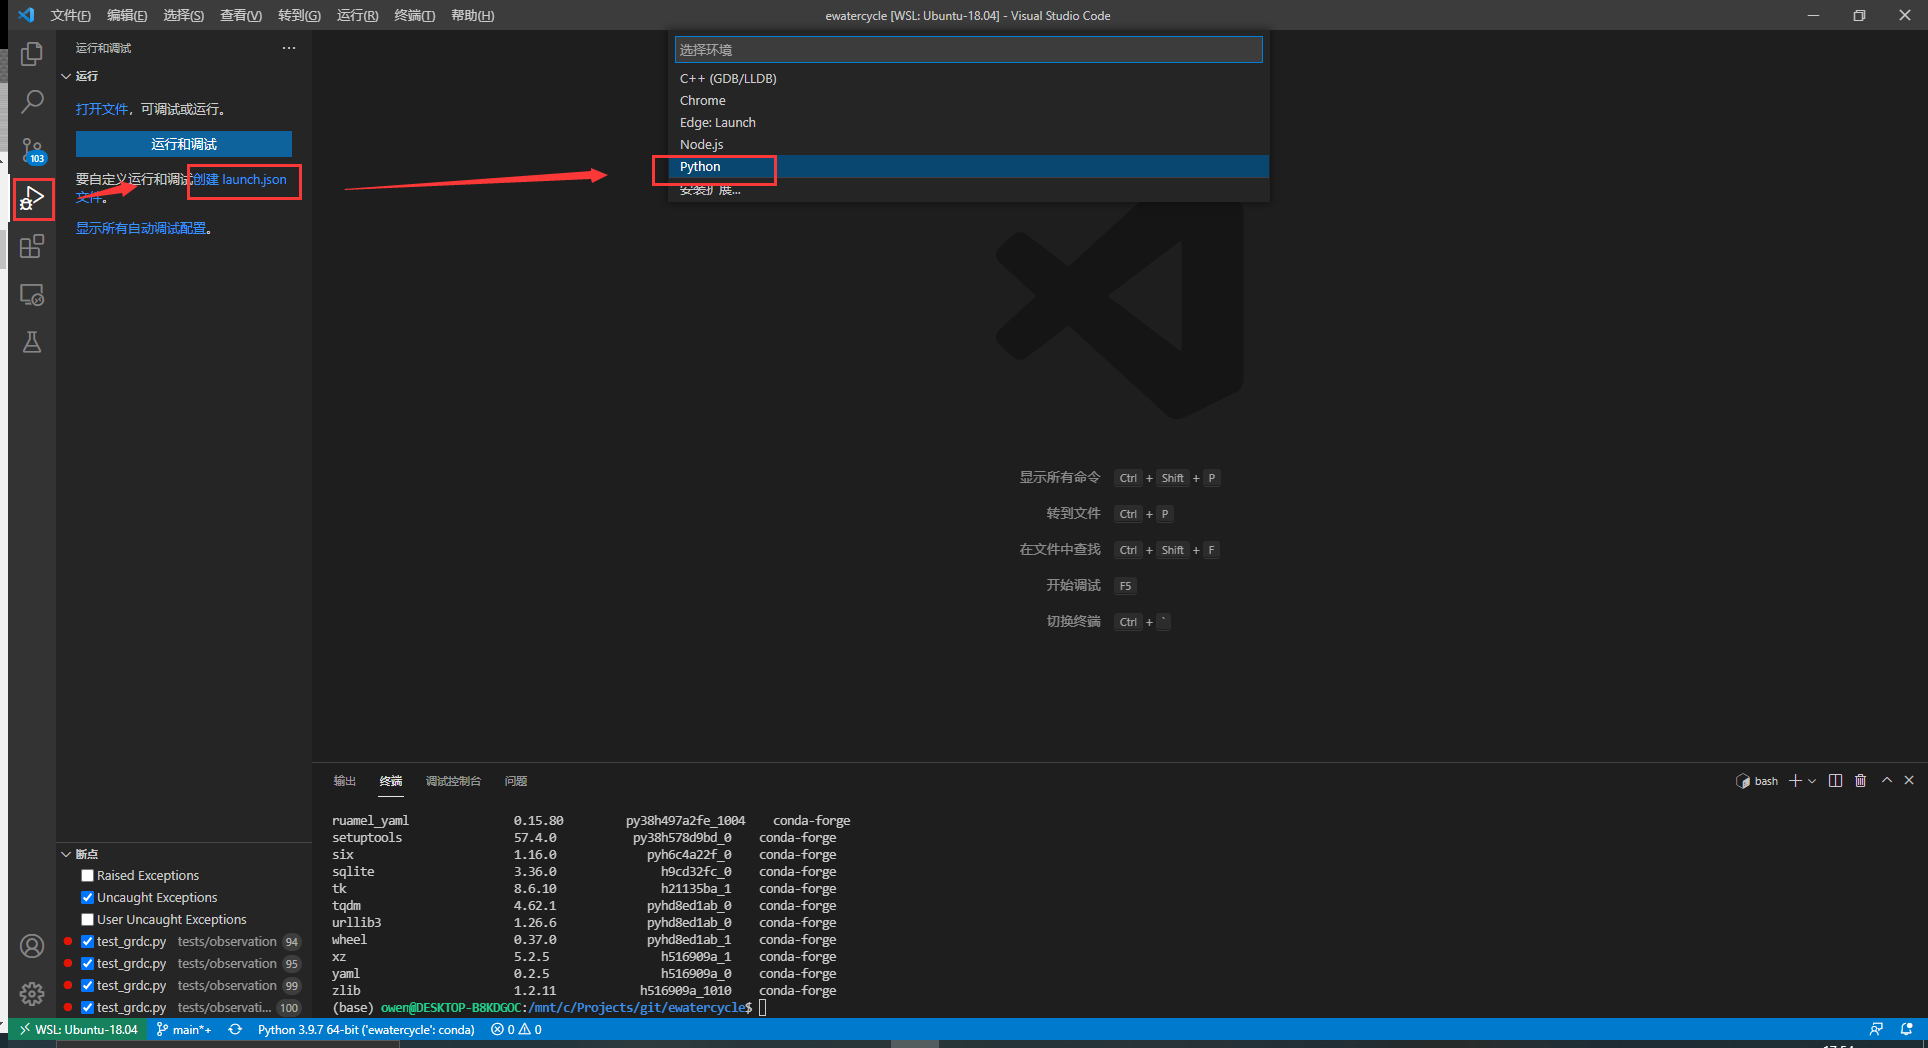 文件(F) 编辑(E) 选择(S) 查看(V) 转到(G) 运行(R) 终端(T) 帮助(H)
ewatercycle [WSL: Ubuntu-18.04] - Visual Studio Code
运行和调试
运行
打开文件，可调试或运行。
运行和调试
要自定义运行和调试创建 launch.json
文件。
显示所有自动调试配置。
103
选择环境
C++ (GDB/LLDB)
Chrome
Edge: Launch
Node.js
Python
安装扩展...
显示所有命令 Ctrl + Shift + P
转到文件 Ctrl + P
在文件中查找 Ctrl + Shift + F
开始调试 F5
切换终端 Ctrl + `
输出 终端 调试控制台 问题
bash
ruamel_yaml 0.15.80 py38h497a2fe_1004 conda-forge
setuptools 57.4.0 py38h578d9bd_0 conda-forge
six 1.16.0 pyh6c4a22f_0 conda-forge
sqlite 3.36.0 h9cd32fc_0 conda-forge
tk 8.6.10 h21135ba_1 conda-forge
tqdm 4.62.1 pyhd8ed1ab_0 conda-forge
urllib3 1.26.6 pyhd8ed1ab_0 conda-forge
wheel 0.37.0 pyhd8ed1ab_1 conda-forge
xz 5.2.5 h516909a_1 conda-forge
yaml 0.2.5 h516909a_0 conda-forge
zlib 1.2.11 h516909a_1010 conda-forge
(base) owen@DESKTOP-B8KDGOC:/mnt/c/Projects/git/ewatercycle$
断点
Raised Exceptions
Uncaught Exceptions
User Uncaught Exceptions
test_grdc.py tests/observation 94
test_grdc.py tests/observation 95
test_grdc.py tests/observation 99
test_grdc.py tests/observati... 100
WSL: Ubuntu-18.04 main*+ Python 3.9.7 64-bit ('ewatercycle': conda) 0 0